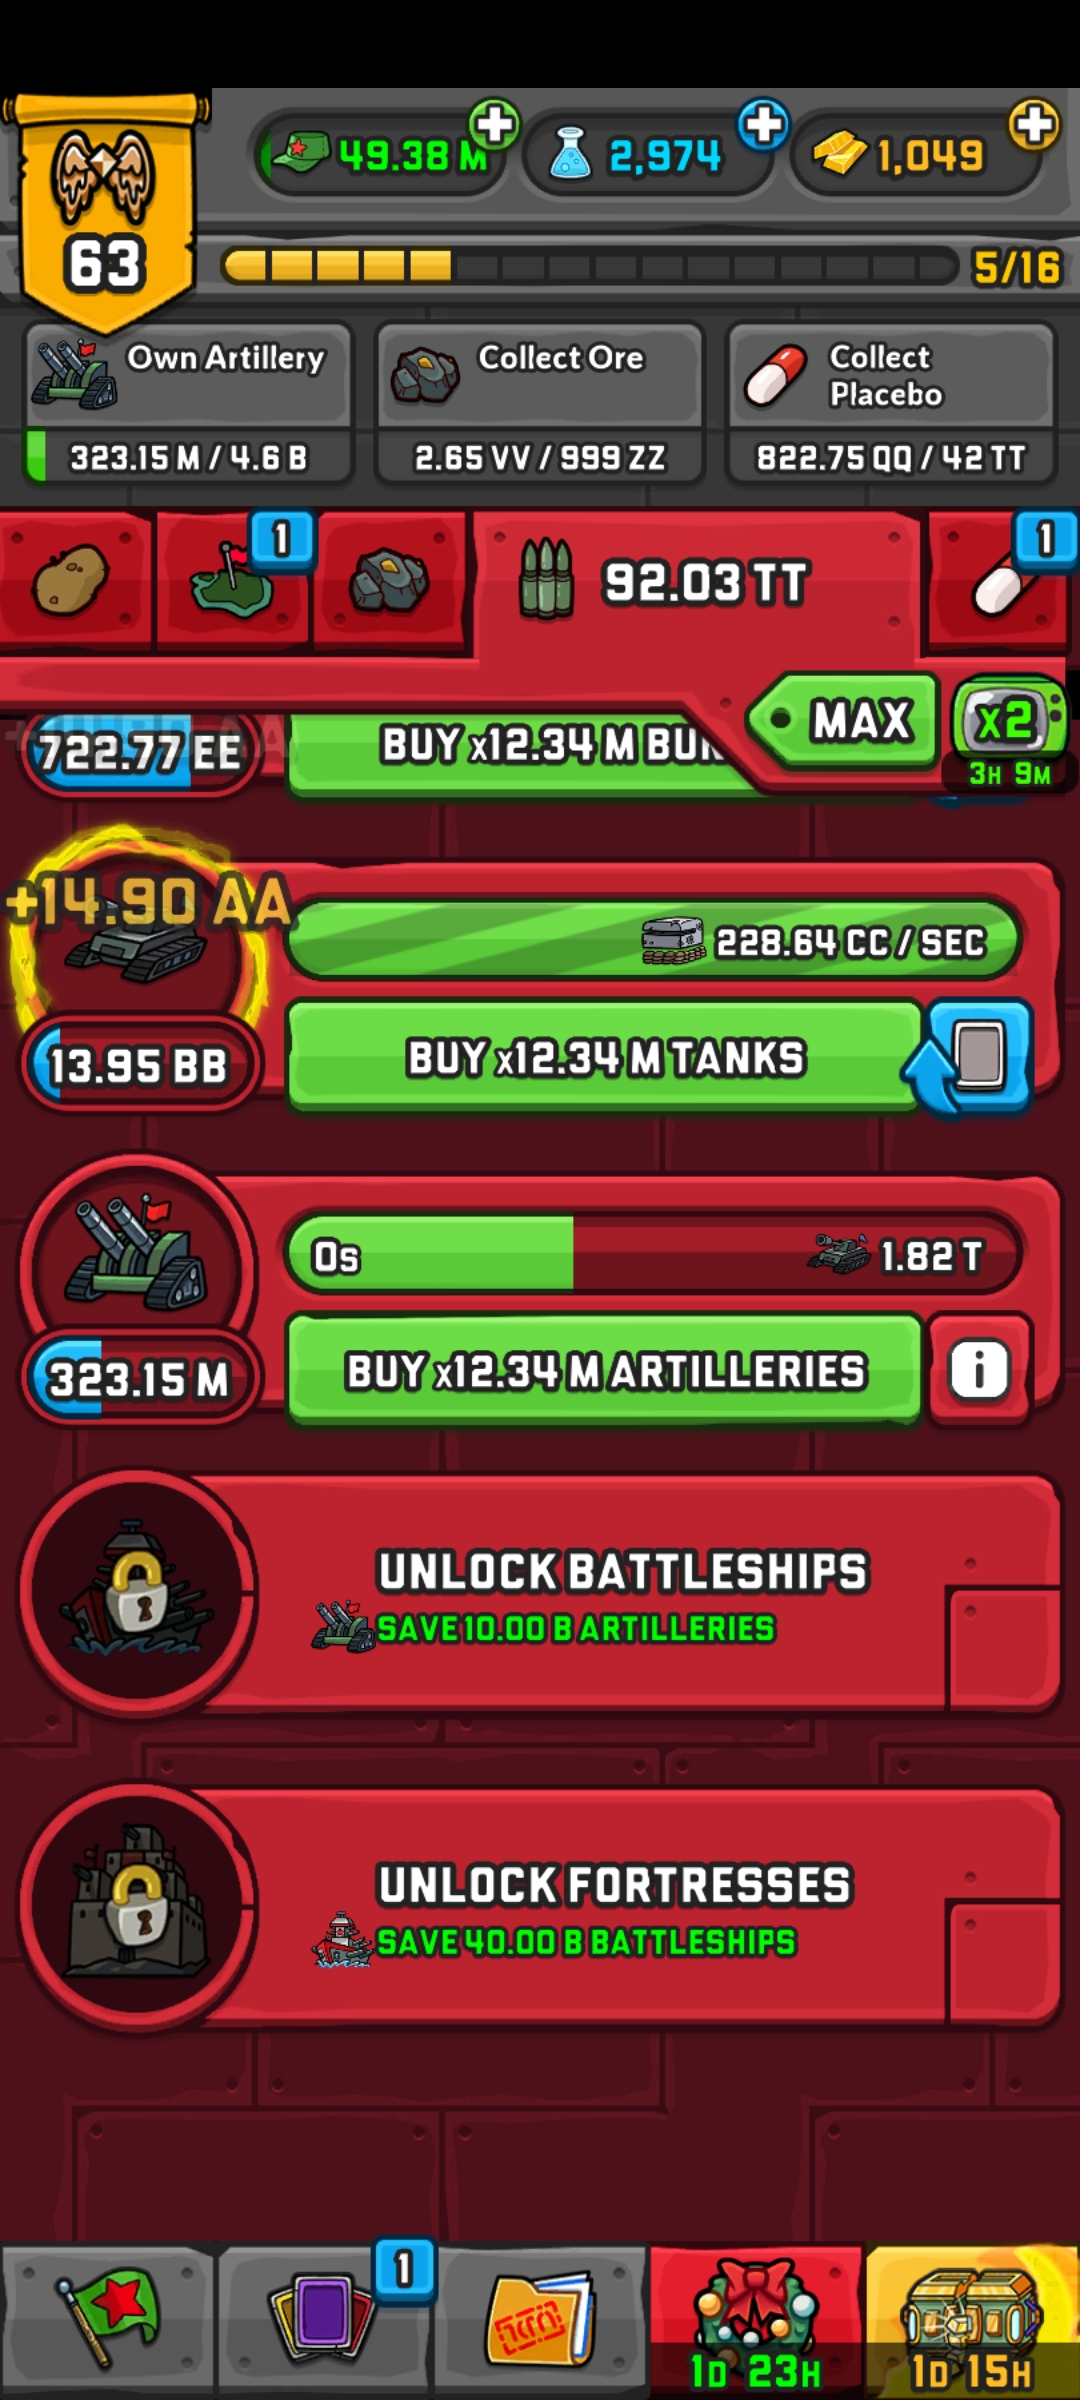 49.38 M
2,974
1,049
63
5/16
Own Artillery
Collect Ore
Collect
Placebo
323.15 M / 4.6 B
2.65 VV / 999 ZZ
822.75 QQ / 42 TT
1
92.03 TT
1
MAX
x2
3H 9M
722.77 EE
BUY x12.34 M
+14.90 AA
228.64 CC / SEC
13.95 BB
BUY x12.34 M TANKS
0s
1.82 T
323.15 M
BUY x12.34 M ARTILLERIES
i
UNLOCK BATTLESHIPS
SAVE 10.00 B ARTILLERIES
UNLOCK FORTRESSES
SAVE 40.00 B BATTLESHIPS
1
1D 23H
1D 15H